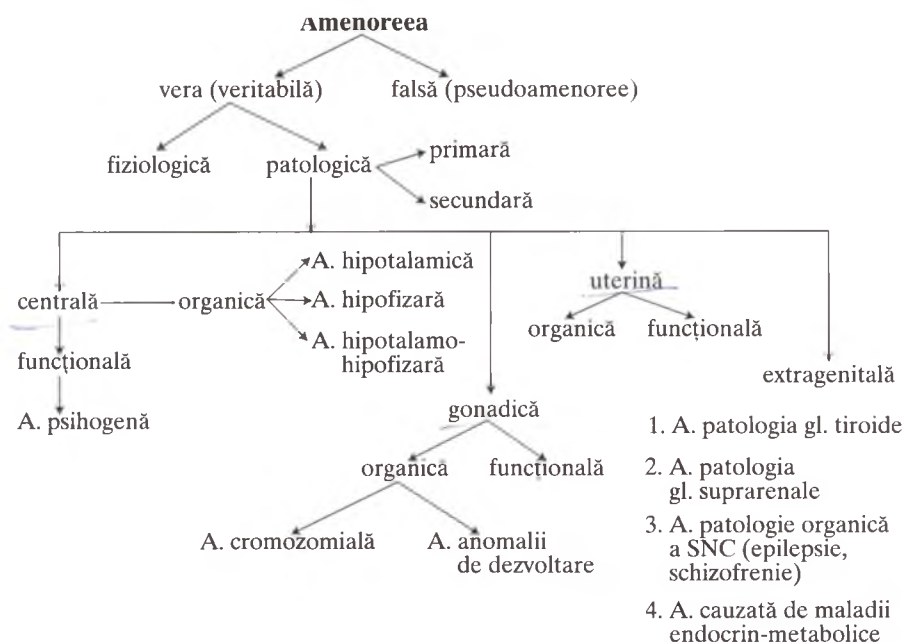 Amenoreea
vera (veritabilă) falsă (pseudoamenoree)
fiziologică patologică primară
secundară
A. hipotalamică
centrală organică A. hipofizară
A. hipotalamo-
hipofizară
funcțională
A. psihogenă
uterină
organică funcțională
extragenitală
gonadică
organică funcțională
A. cromozomială A. anomalii
de dezvoltare
1. A. patologia gl. tiroide
2. A. patologia
gl. suprarenale
3. A. patologie organică
a SNC (epilepsie,
schizofrenie)
4. A. cauzată de maladii
endocrin-metabolice